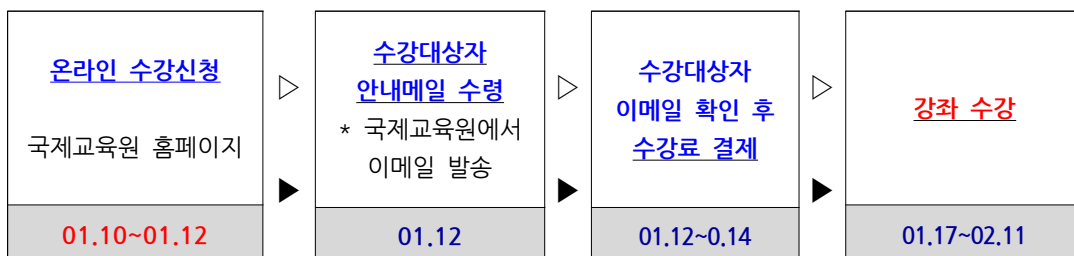 온라인 수강신청
국제교육원 홈페이지
01.10~01.12
▷
▶
수강대상자
안내메일 수령
* 국제교육원에서
이메일 발송
01.12
▷
▶
수강대상자
이메일 확인 후
수강료 결제
01.12~0.14
▷
▶
강좌 수강
01.17~02.11